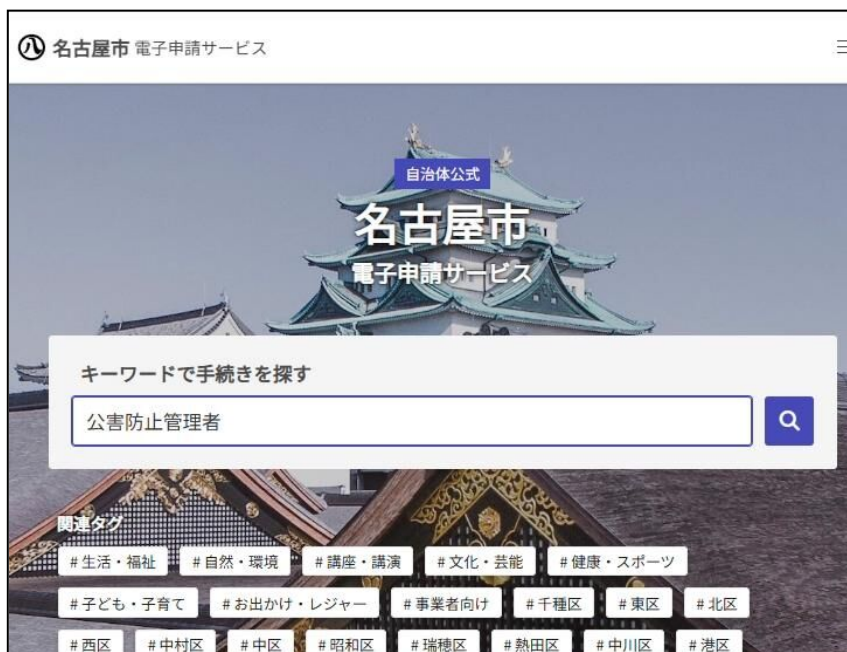 名古屋市 電子申請サービス
自治体公式
名古屋市
電子申請サービス
キーワードで手続きを探す
公害防止管理者
関連タグ
#生活・福祉 #自然・環境 #講座・講演 #文化・芸能 #健康・スポーツ
#子ども・子育て #お出かけ・レジャー #事業者向け #千種区 #東区 #北区
#西区 #中村区 #中区 #昭和区 #瑞穂区 #熱田区 #中川区 #港区